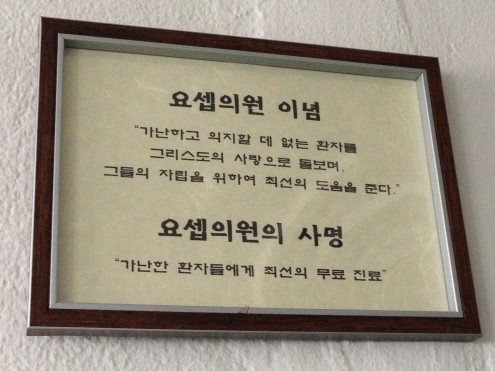 요셉의원 이념
"가난하고 의지할 데 없는 환자를
그리스도의 사랑으로 돌보며,
그들의 자립을 위하여 최선의 도움을 준다."
요셉의원의 사명
"가난한 환자들에게 최선의 무료 진료"